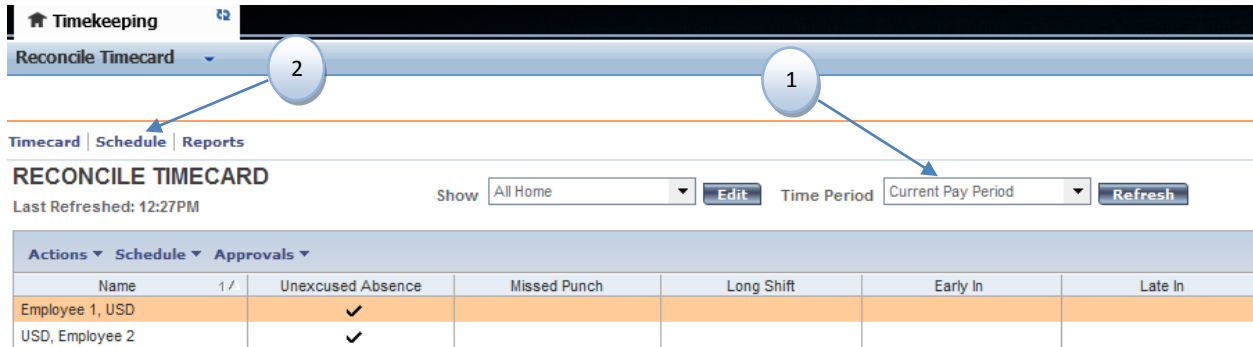 Timekeeping
Reconcile Timecard
2
1
Timecard | Schedule | Reports
RECONCILE TIMECARD
Last Refreshed: 12:27PM
Show All Home Edit Time Period Current Pay Period Refresh
Actions Schedule Approvals
Name 1 Unexcused Absence Missed Punch Long Shift Early In Late In
Employee 1, USD
USD, Employee 2